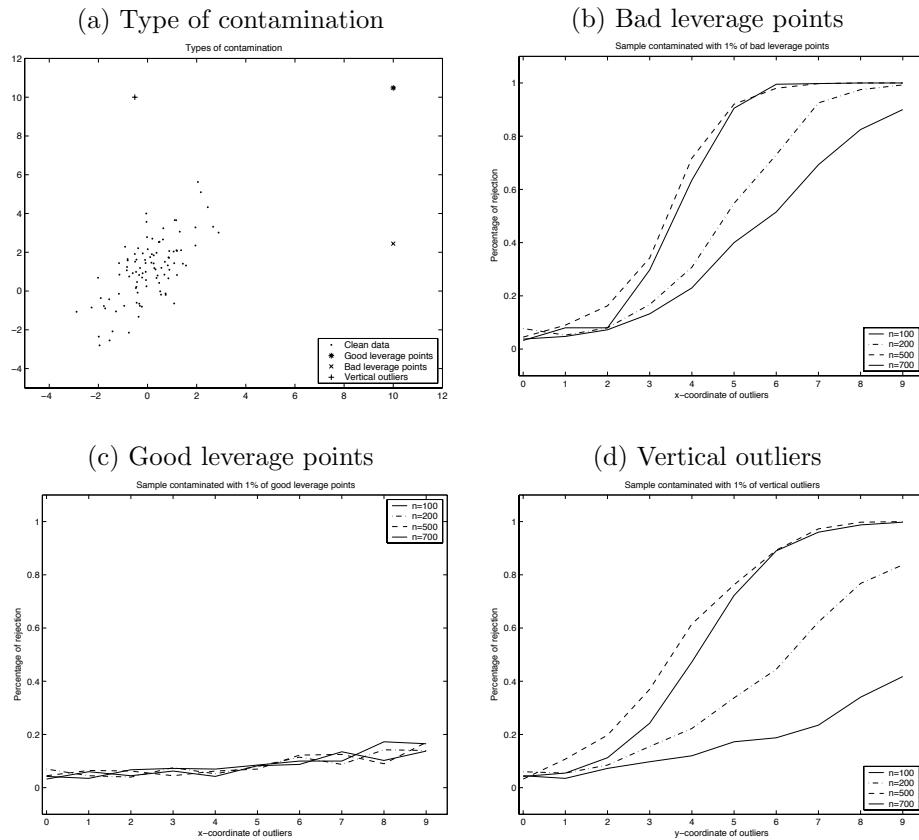 (a) Type of contamination
Types of contamination
12
10
8
6
4
2
0
−2
−4
−4 −2 0 2 4 6 8 10 12
Clean data
Good leverage points
Bad leverage points
Vertical outliers
(b) Bad leverage points
Sample contaminated with 1% of bad leverage points
Percentage of rejection
1
0.8
0.6
0.4
0.2
0
0 1 2 3 4 5 6 7 8 9
x−coordinate of outliers
n=100
n=200
n=500
n=700
(c) Good leverage points
Sample contaminated with 1% of good leverage points
n=100
n=200
n=500
n=700
Percentage of rejection
1
0.8
0.6
0.4
0.2
0
0 1 2 3 4 5 6 7 8 9
x−coordinate of outliers
(d) Vertical outliers
Sample contaminated with 1% of vertical outliers
Percentage of rejection
1
0.8
0.6
0.4
0.2
0
0 1 2 3 4 5 6 7 8 9
y−coordinate of outliers
n=100
n=200
n=500
n=700